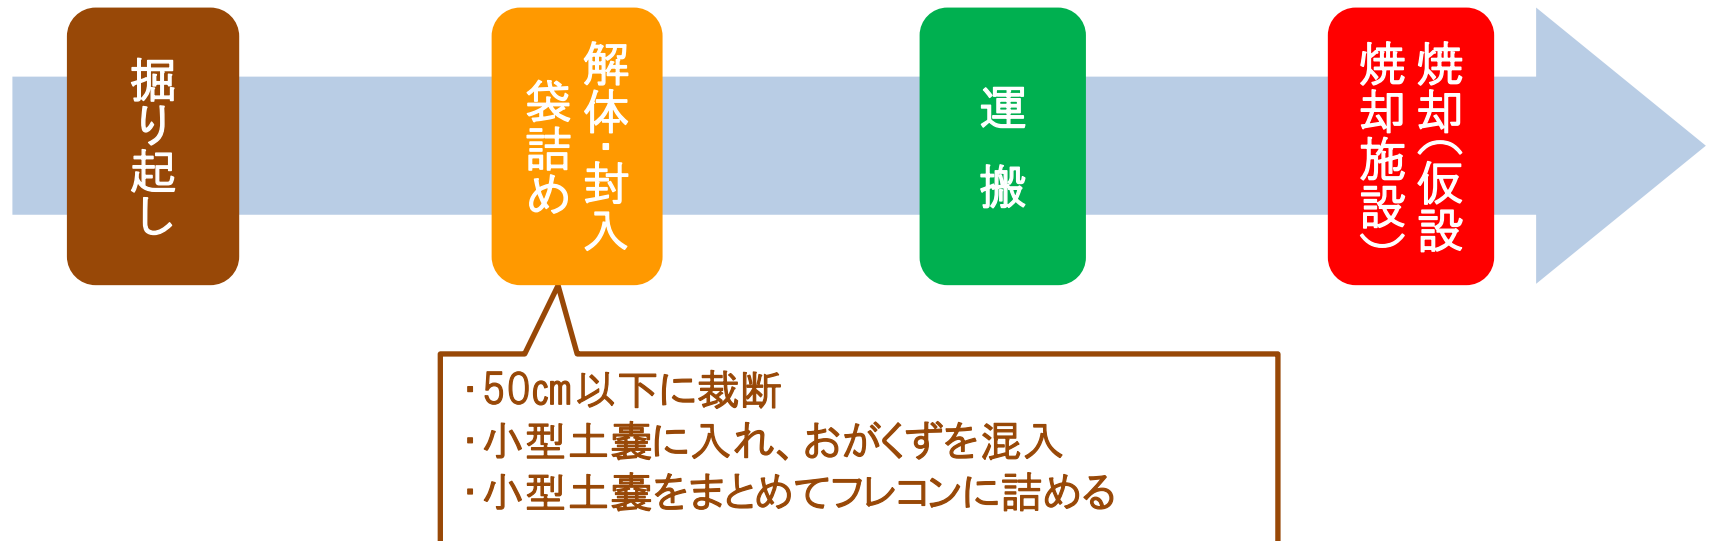 掘り起し
解体・封入
袋詰め
運搬
焼却(仮設
焼却施設)
・50㎝以下に裁断
・小型土嚢に入れ、おがくずを混入
・小型土嚢をまとめてフレコンに詰める